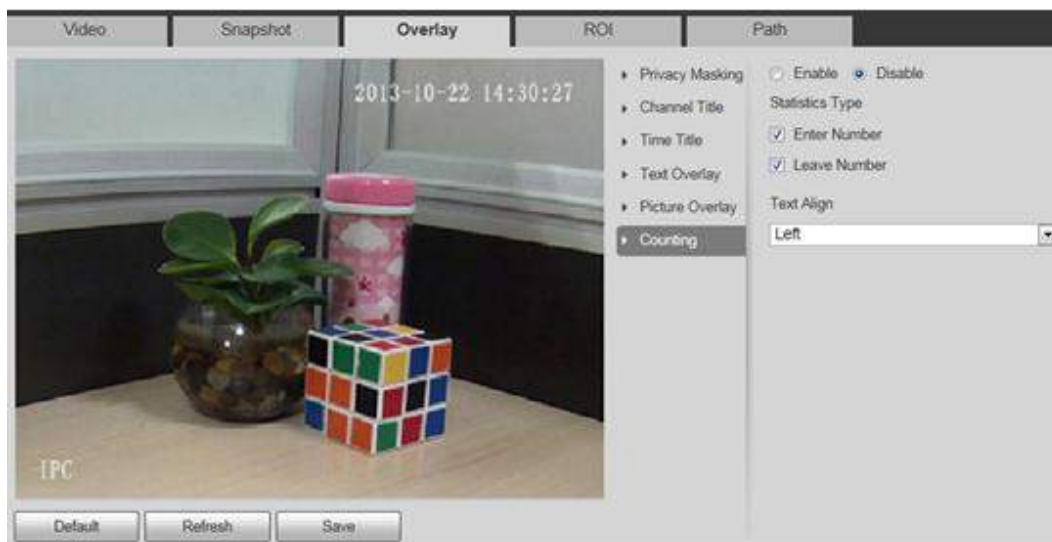 Video Snapshot Overlay ROI Path
2013-10-22 14:30:27
IPC
Privacy Masking
Channel Title
Time Title
Text Overlay
Picture Overlay
Counting
Enable Disable
Statistics Type
Enter Number
Leave Number
Text Align
Left
Default Refresh Save